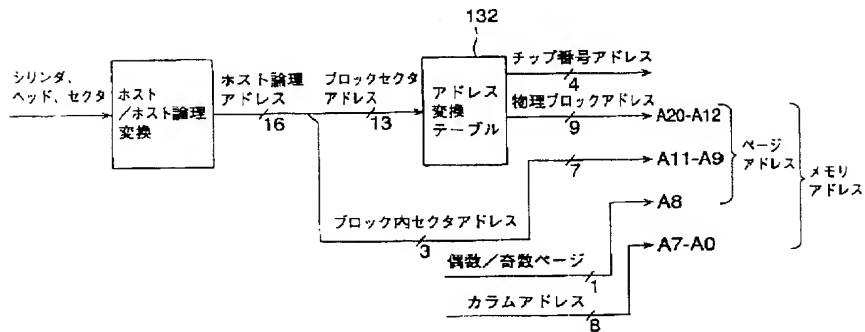 132
シリンダ、
ヘッド、セクタ
ホスト
／ホスト論理
変換
ホスト論理
アドレス
16
ブロックセクタ
アドレス
13
アドレス
変換
テーブル
チップ番号アドレス
4
物理ブロックアドレス
9
A20-A12
7
A11-A9
ページ
アドレス
メモリ
アドレス
ブロック内セクタアドレス
3
A8
偶数／奇数ページ
1
A7-A0
カラムアドレス
8